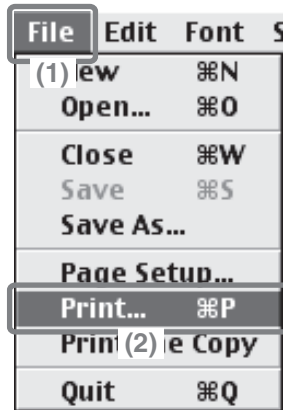 File Edit Font S
(1) ew ⌘N
Open... ⌘O
Close ⌘W
Save ⌘S
Save As...
Page Setup...
Print... ⌘P
Print (2) e Copy
Quit ⌘Q